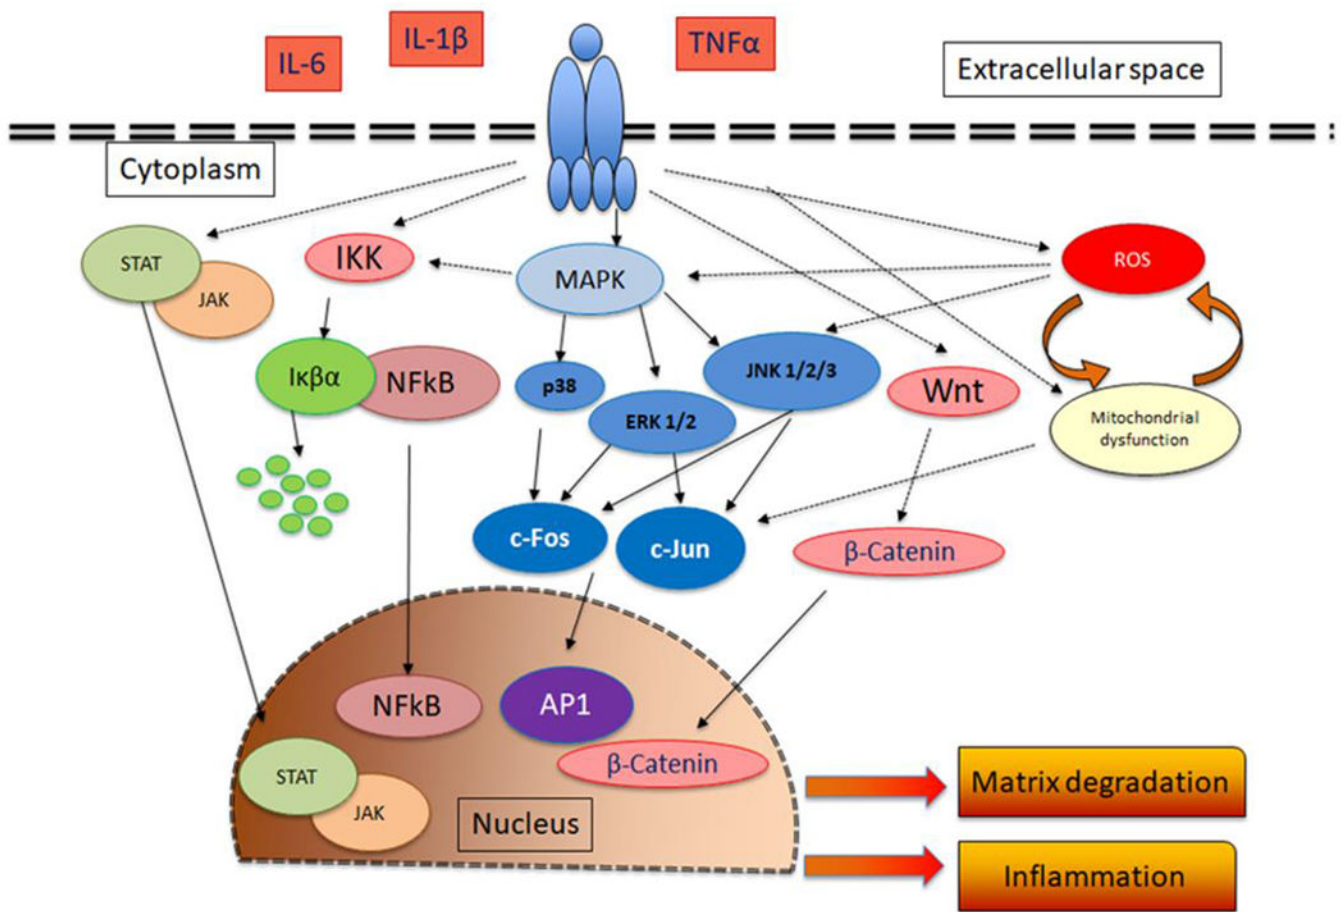 IL-6
IL-1β
TNFα
Extracellular space
Cytoplasm
STAT
JAK
IKK
MAPK
ROS
Iκβα
NFkB
p38
ERK 1/2
JNK 1/2/3
Wnt
Mitochondrial
dysfunction
c-Fos
c-Jun
β-Catenin
NFkB
AP1
β-Catenin
STAT
JAK
Nucleus
Matrix degradation
Inflammation